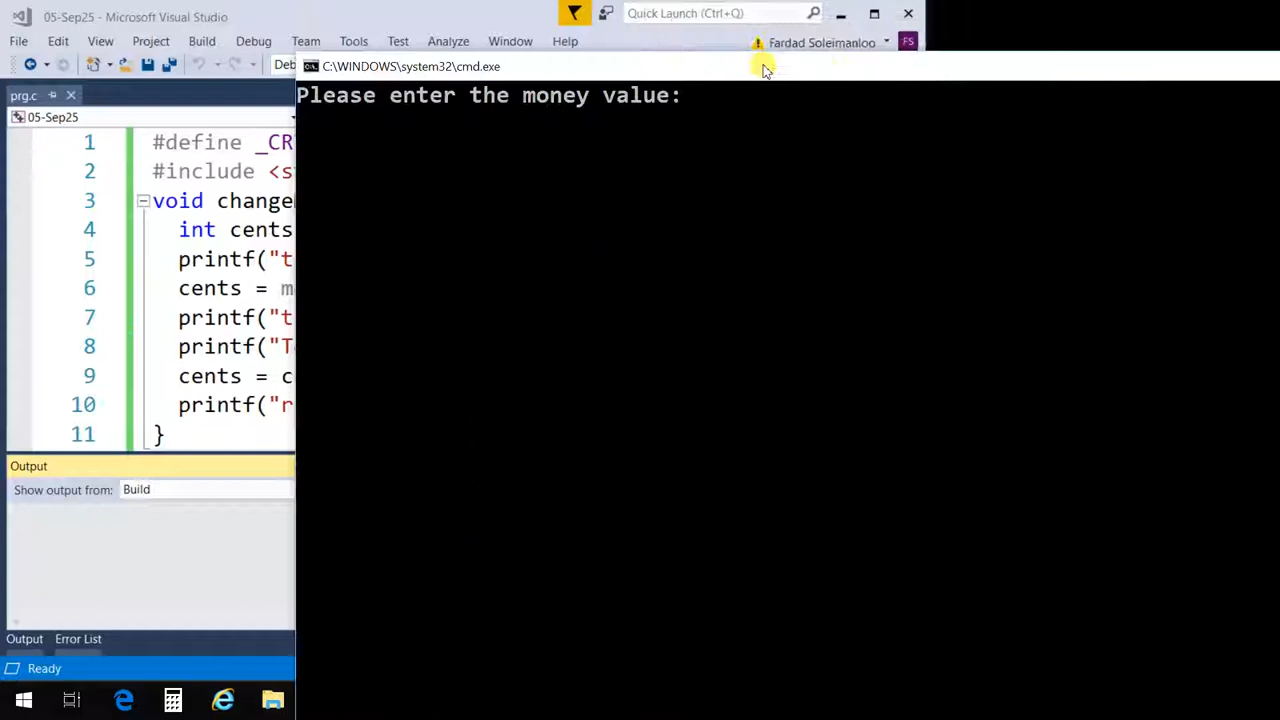 05-Sep25 - Microsoft Visual Studio
Quick Launch (Ctrl+Q)
File Edit View Project Build Debug Team Tools Test Analyze Window Help
Fardad Soleimanloo FS
Deb
C:\WINDOWS\system32\cmd.exe
Please enter the money value:
prg.c
05-Sep25
1 #define _CR
2 #include <s
3 void change
4 int cents
5 printf("t
6 cents = m
7 printf("t
8 printf("T
9 cents = c
10 printf("r
11 }
Output
Show output from: Build
Output Error List
Ready